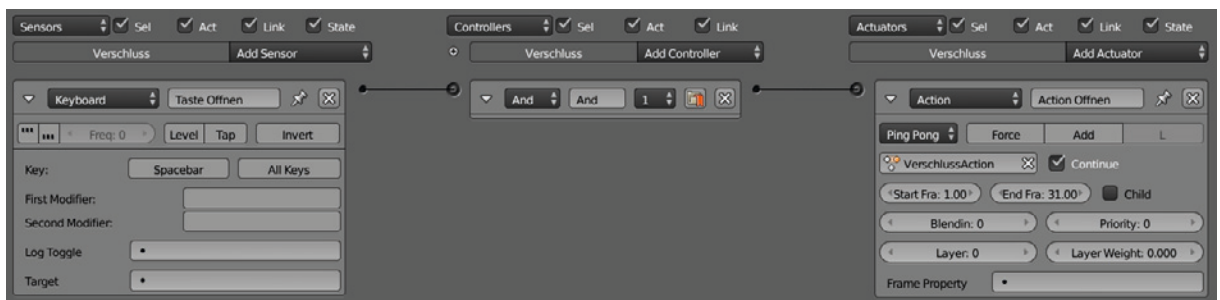 Sensors Sel Act Link State Controllers Sel Act Link Actuators Sel Act Link State
Verschluss Add Sensor Verschluss Add Controller Verschluss Add Actuator
Keyboard Taste Offnen And And 1 Action Action Offnen
Freq: 0 Level Tap Invert Ping Pong Force Add L
Key: Spacebar All Keys VerschlussAction Continue
First Modifier: Start Fra: 1.00 End Fra: 31.00 Child
Second Modifier: Blendin: 0 Priority: 0
Log Toggle Layer: 0 Layer Weight: 0.000
Target Frame Property